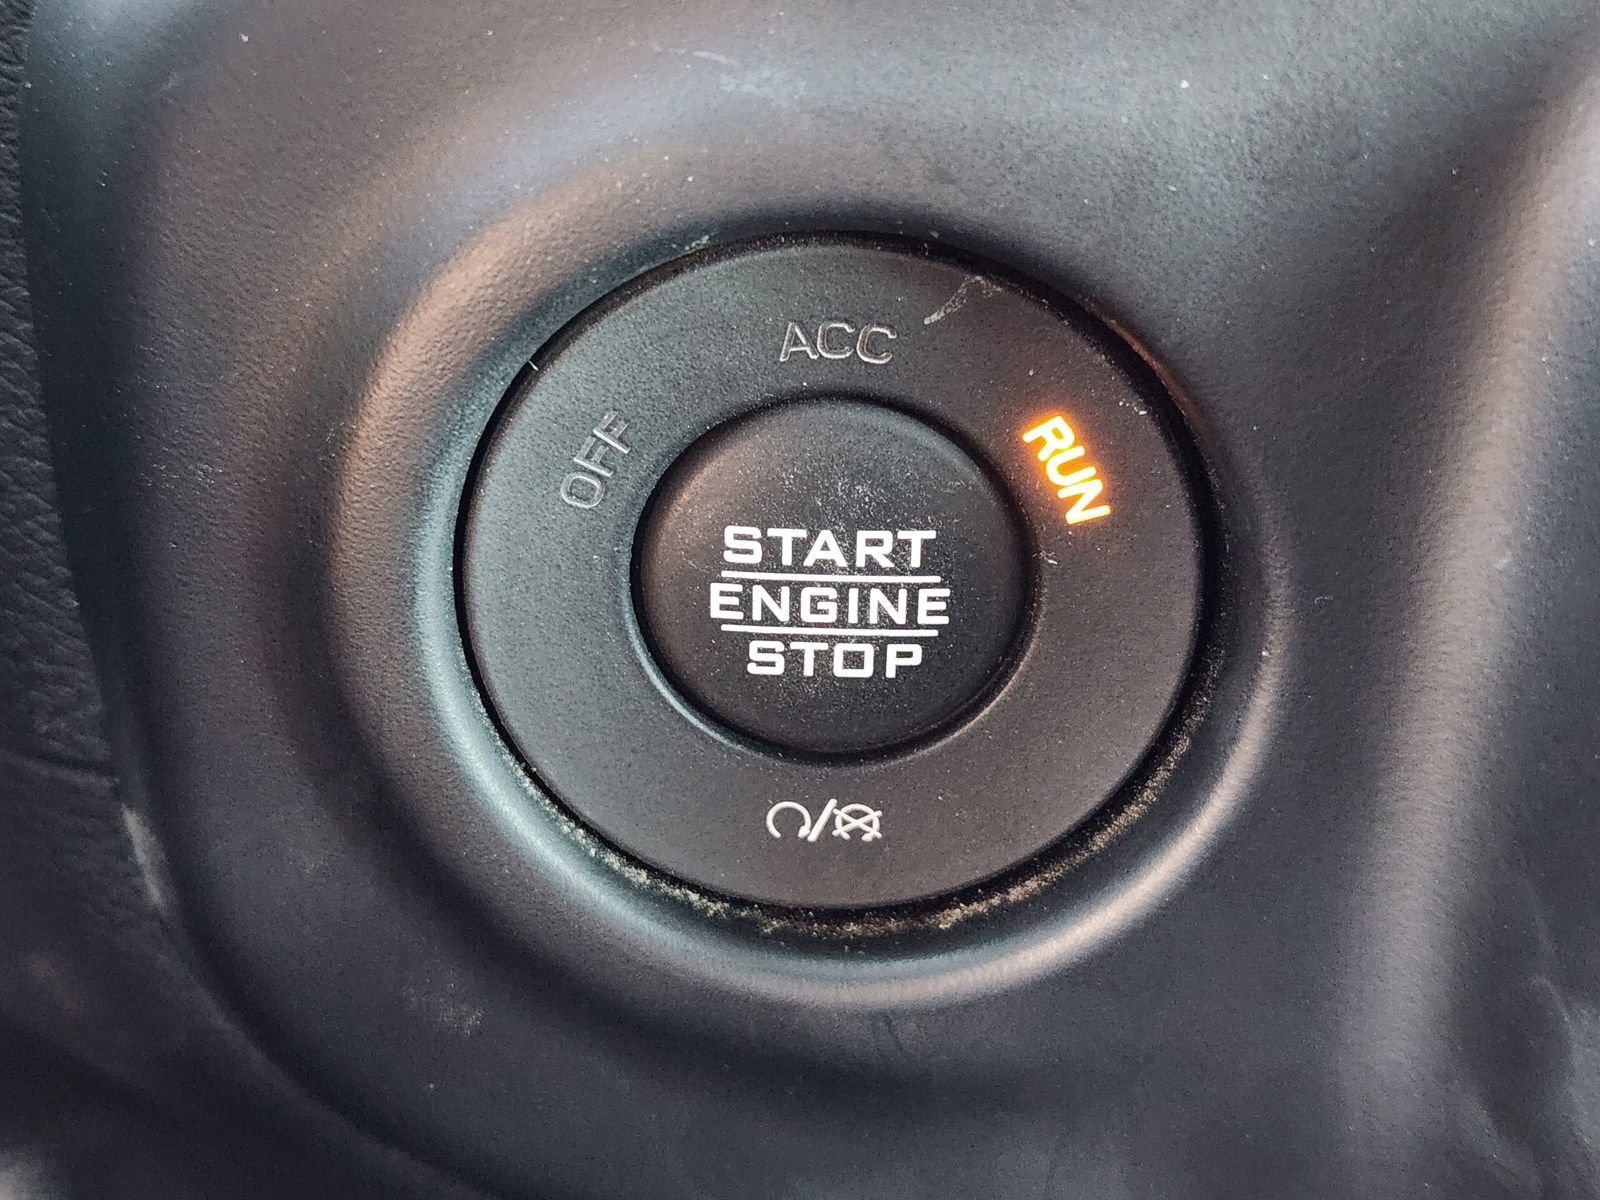 ACC
OFF
RUN
START
ENGINE
STOP